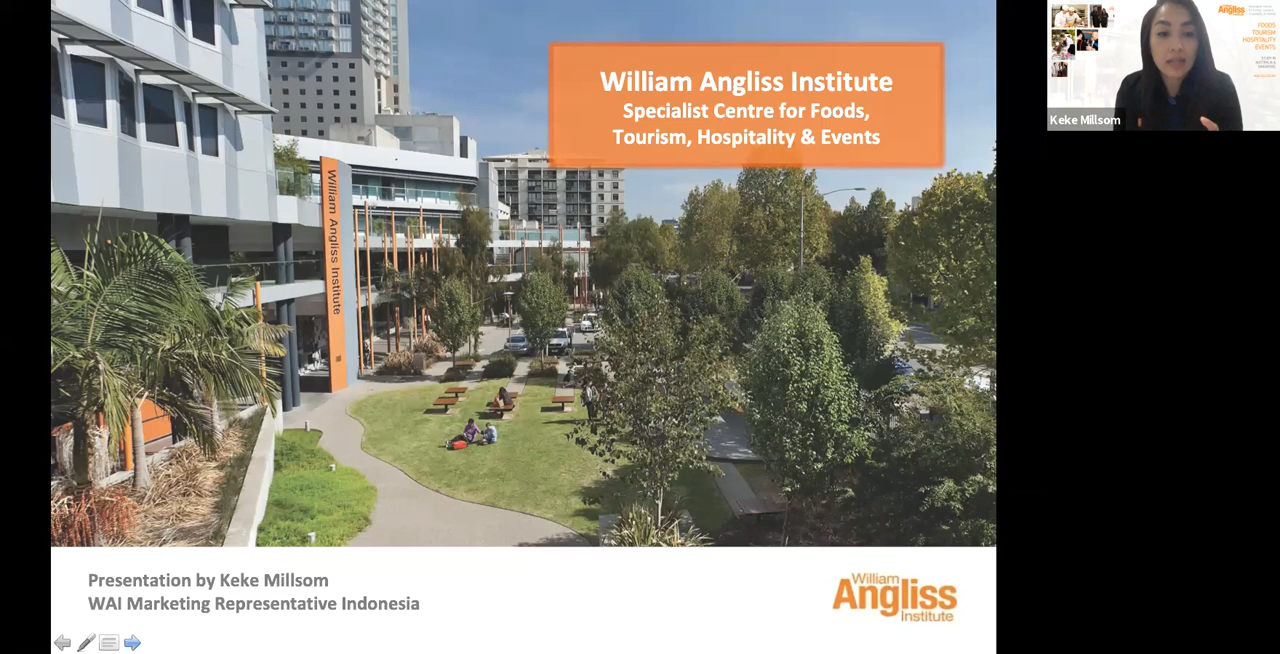 William Angliss Institute
Specialist Centre for Foods,
Tourism, Hospitality & Events
William Angliss Institute
Presentation by Keke Millsom
WAI Marketing Representative Indonesia
William
Angliss
Institute
Angliss
FOODS
TOURISM
HOSPITALITY
EVENTS
Keke Millsom